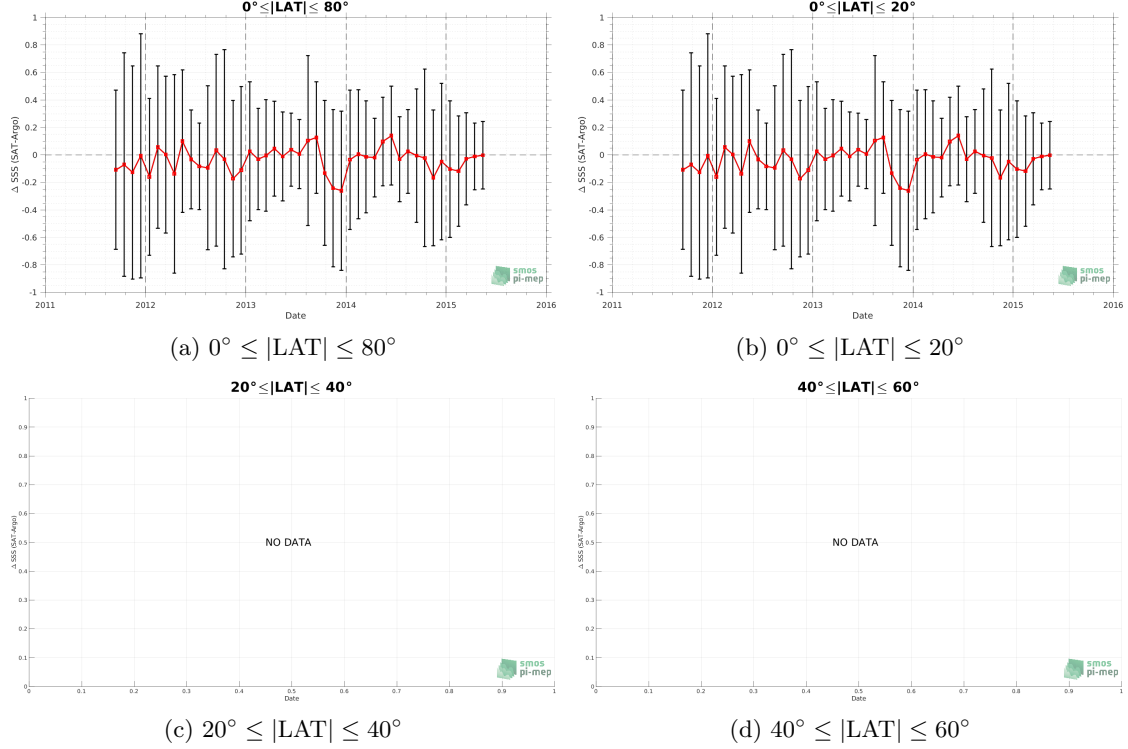 0°≤|LAT|≤ 80°
1
0.8
0.6
0.4
0.2
0
-0.2
-0.4
-0.6
-0.8
-1
Δ SSS (SAT-Argo)
2011 2012 2013 2014 2015 2016
Date
smos
pi-mep
(a) 0° ≤ |LAT| ≤ 80°
0°≤|LAT|≤ 20°
1
0.8
0.6
0.4
0.2
0
-0.2
-0.4
-0.6
-0.8
-1
Δ SSS (SAT-Argo)
2011 2012 2013 2014 2015 2016
Date
smos
pi-mep
(b) 0° ≤ |LAT| ≤ 20°
20°≤|LAT|≤ 40°
1
0.9
0.8
0.7
0.6
0.5
0.4
0.3
0.2
0.1
0
Δ SSS (SAT-Argo)
NO DATA
0 0.1 0.2 0.3 0.4 0.5 0.6 0.7 0.8 0.9 1
Date
smos
pi-mep
(c) 20° ≤ |LAT| ≤ 40°
40°≤|LAT|≤ 60°
1
0.9
0.8
0.7
0.6
0.5
0.4
0.3
0.2
0.1
0
Δ SSS (SAT-Argo)
NO DATA
0 0.1 0.2 0.3 0.4 0.5 0.6 0.7 0.8 0.9 1
Date
smos
pi-mep
(d) 40° ≤ |LAT| ≤ 60°